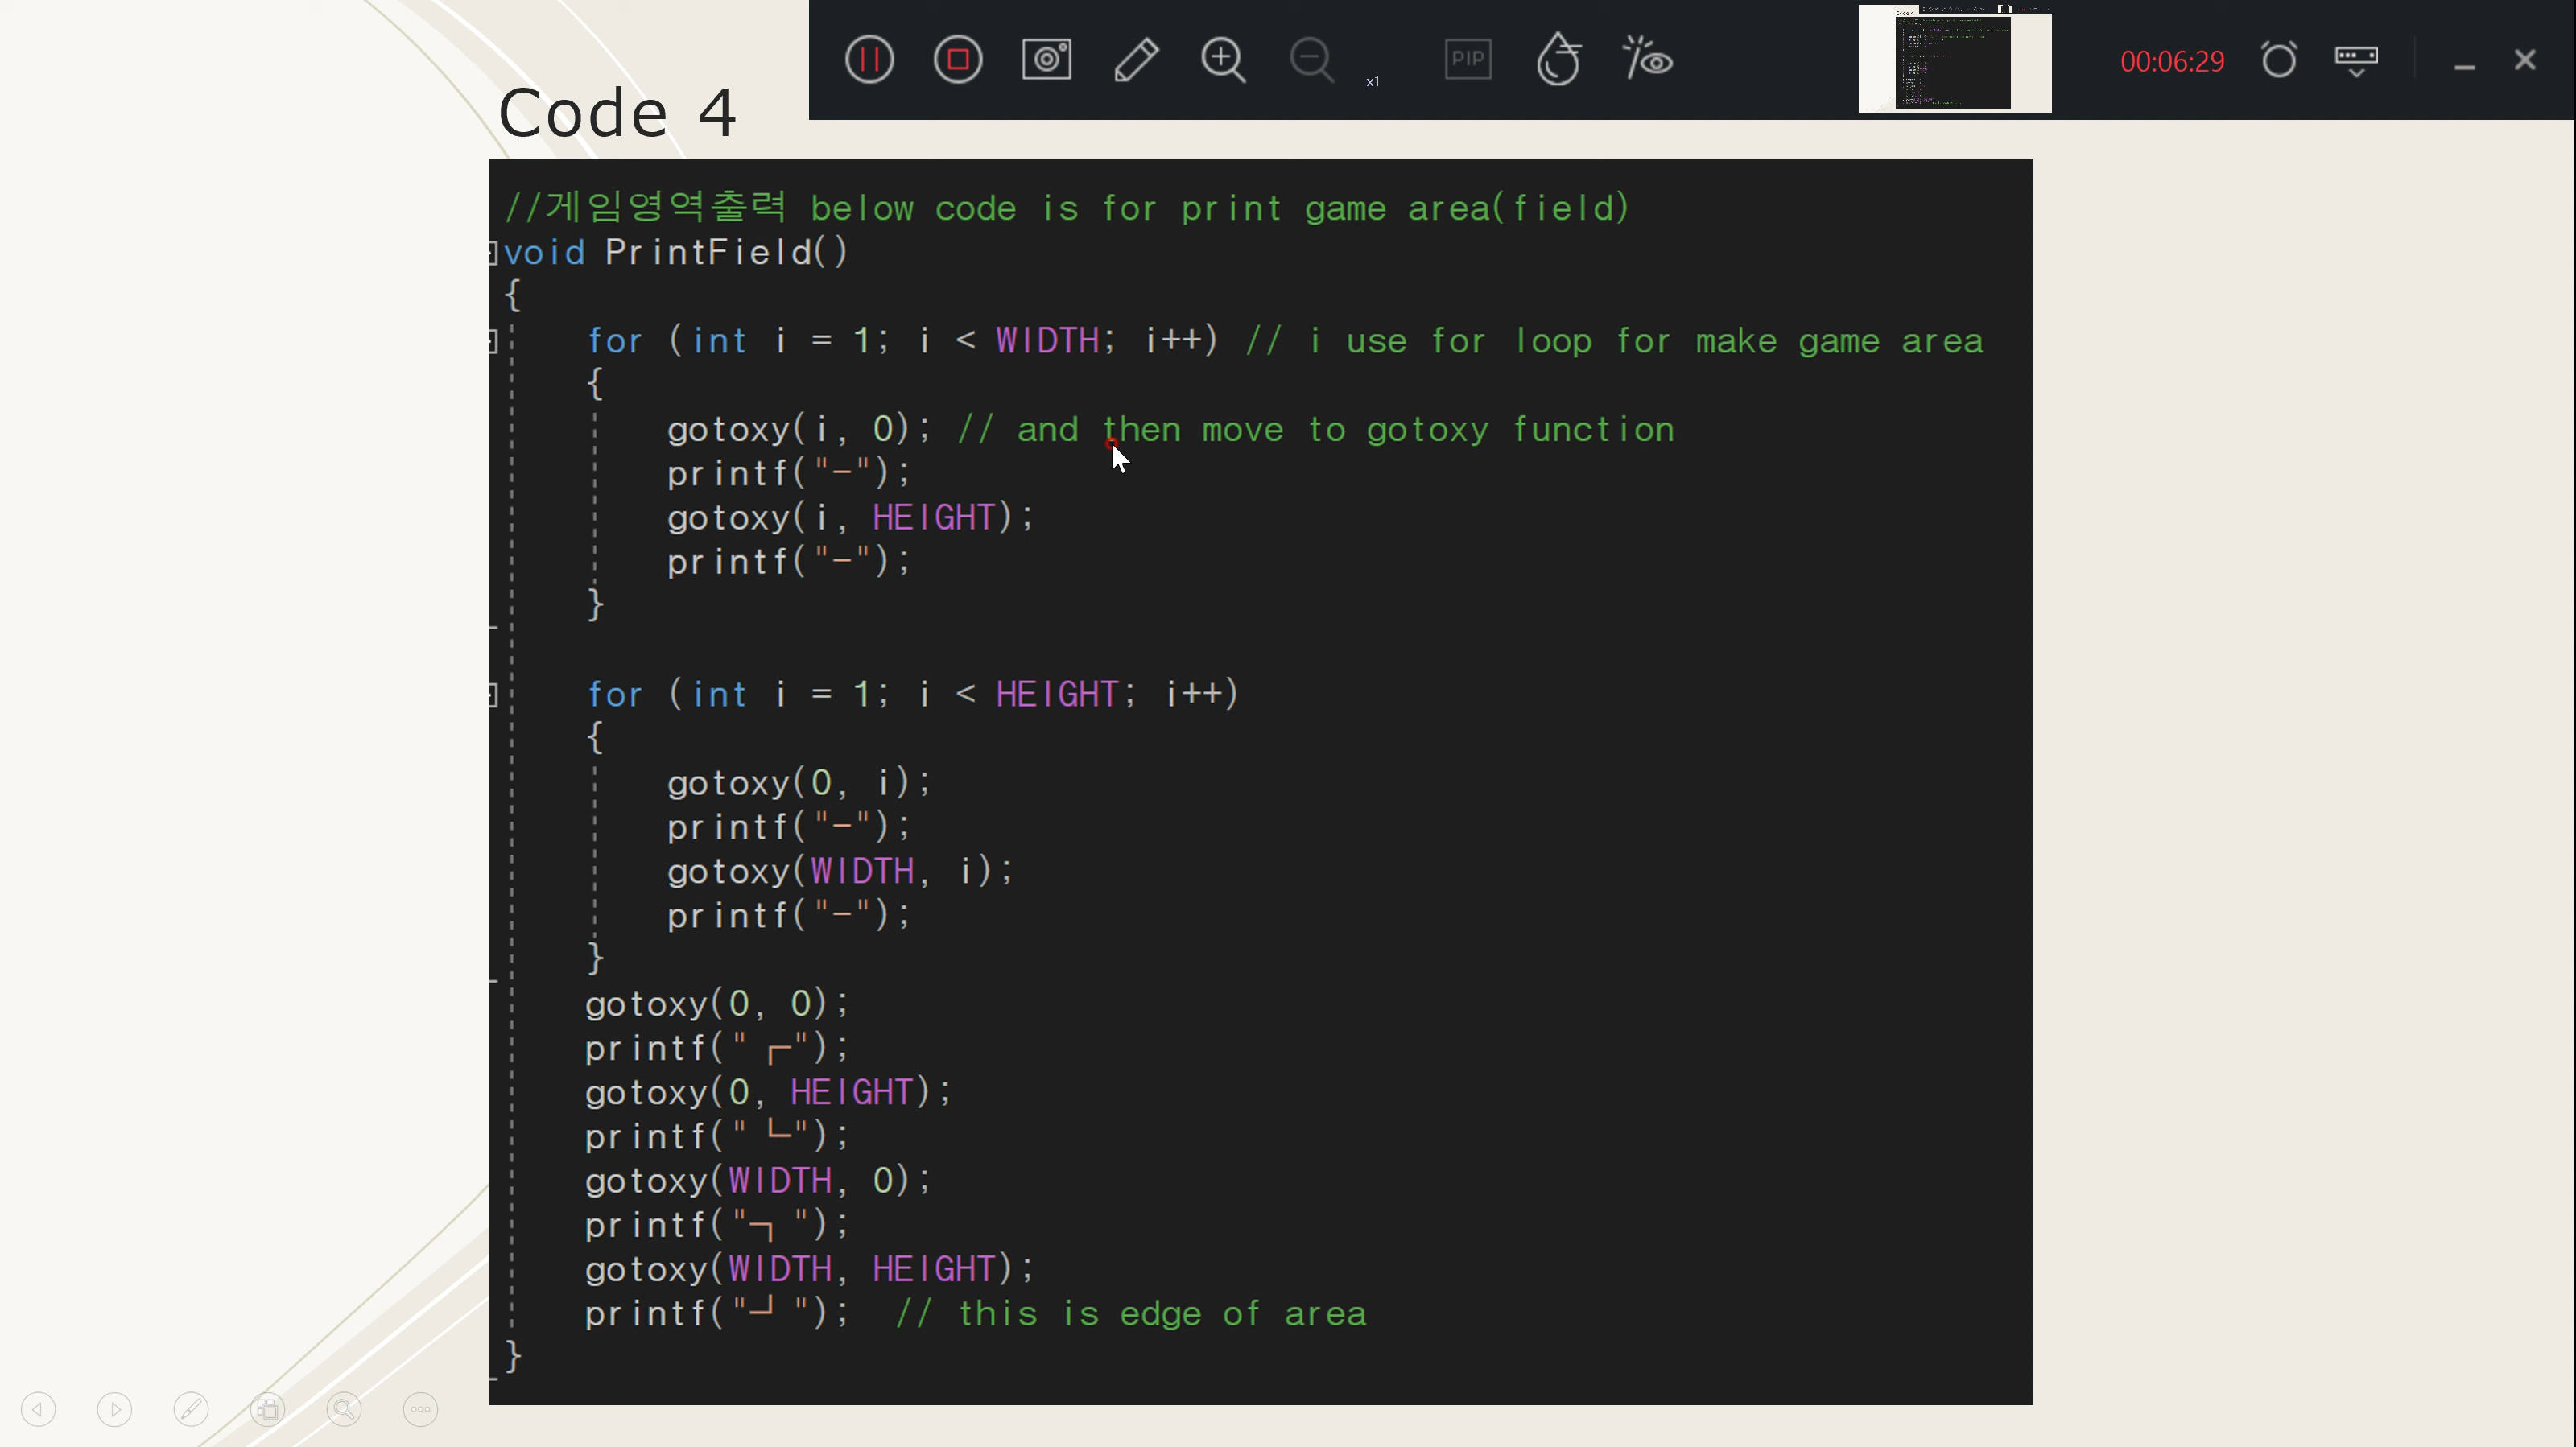 PIP
x1
00:06:29
Code 4
//게임영역출력 below code is for print game area(field)
void PrintField()
{
for (int i = 1; i < WIDTH; i++) // i use for loop for make game area
{
gotoxy(i, 0); // and then move to gotoxy function
printf("-");
gotoxy(i, HEIGHT);
printf("-");
}
for (int i = 1; i < HEIGHT; i++)
{
gotoxy(0, i);
printf("-");
gotoxy(WIDTH, i);
printf("-");
}
gotoxy(0, 0);
printf(" ┌");
gotoxy(0, HEIGHT);
printf(" └");
gotoxy(WIDTH, 0);
printf("┐ ");
gotoxy(WIDTH, HEIGHT);
printf("┘ "); // this is edge of area
}